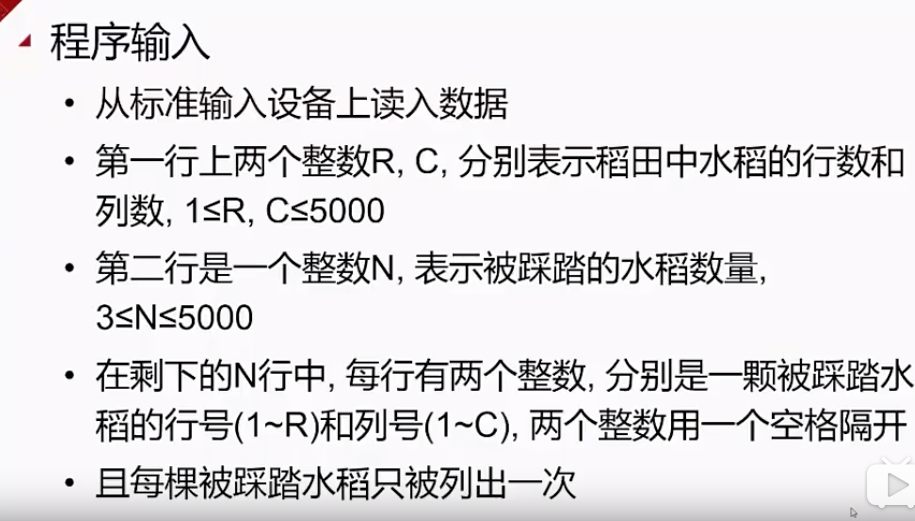 程序输入
• 从标准输入设备上读入数据
• 第一行上两个整数R, C, 分别表示稻田中水稻的行数和
列数, 1≤R, C≤5000
• 第二行是一个整数N, 表示被踩踏的水稻数量,
3≤N≤5000
• 在剩下的N行中, 每行有两个整数, 分别是一颗被踩踏水
稻的行号(1~R)和列号(1~C), 两个整数用一个空格隔开
• 且每棵被踩踏水稻只被列出一次